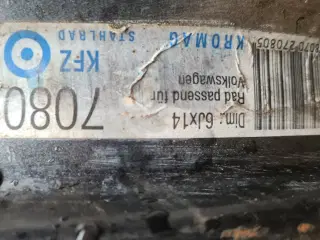 KFZ
STAHLRAD
KROMAG
7080
Rad passend für
Volkswagen
Dim: 6Jx14